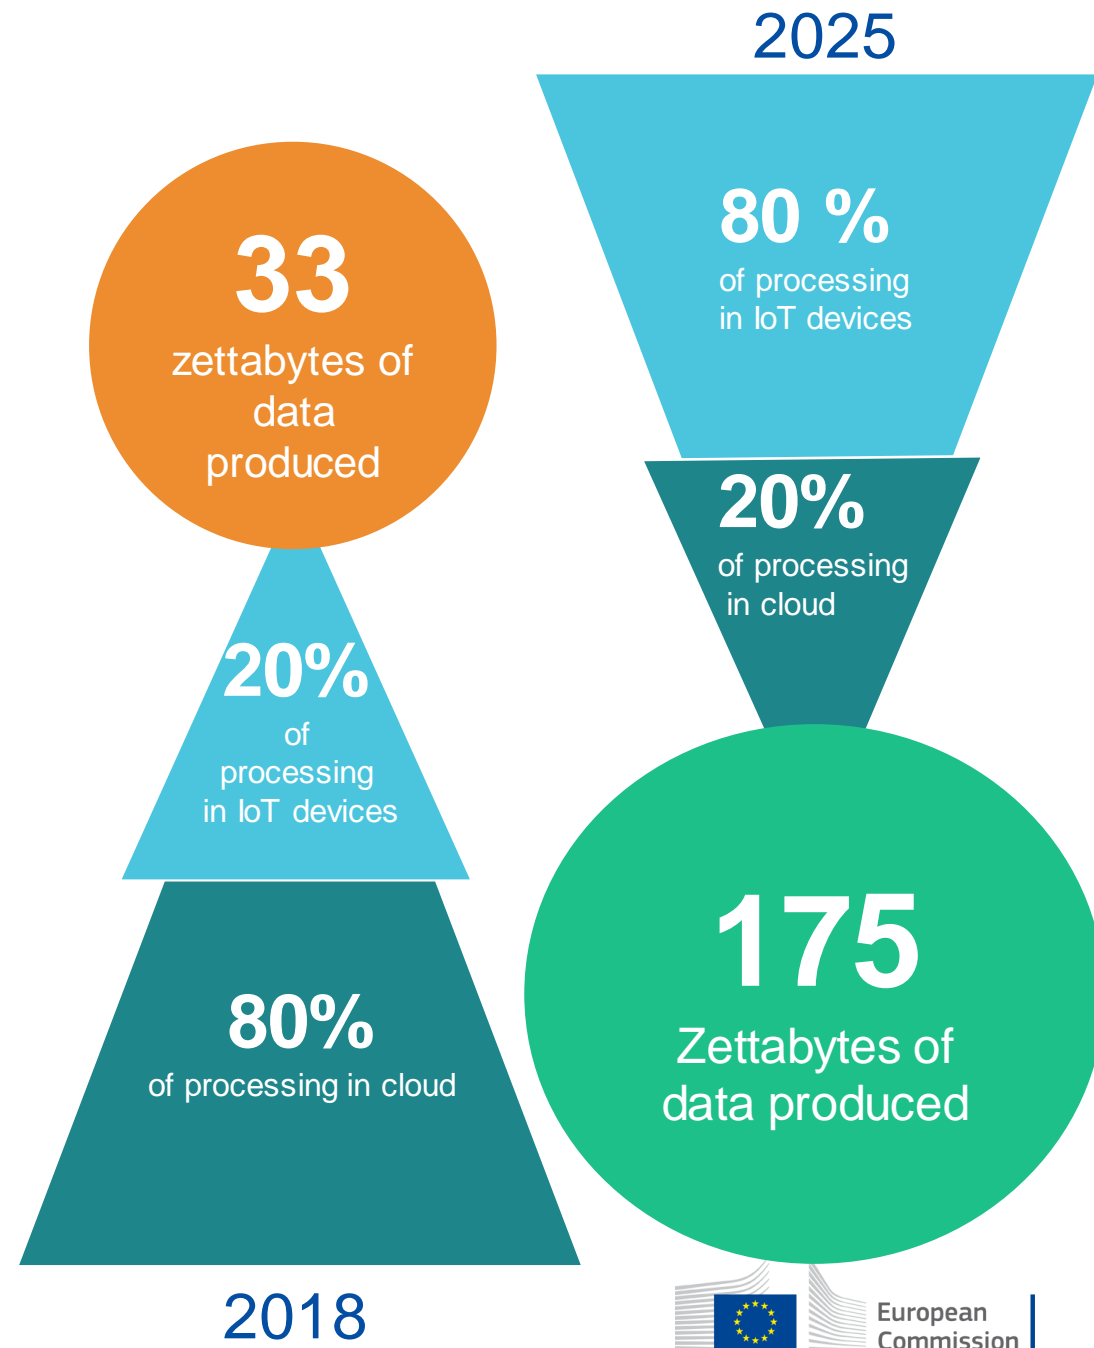 33
zettabytes of
data
produced
20%
of
processing
in IoT devices
80%
of processing in cloud
2018
2025
80 %
of processing
in IoT devices
20%
of processing
in cloud
175
Zettabytes of
data produced
European
Commission